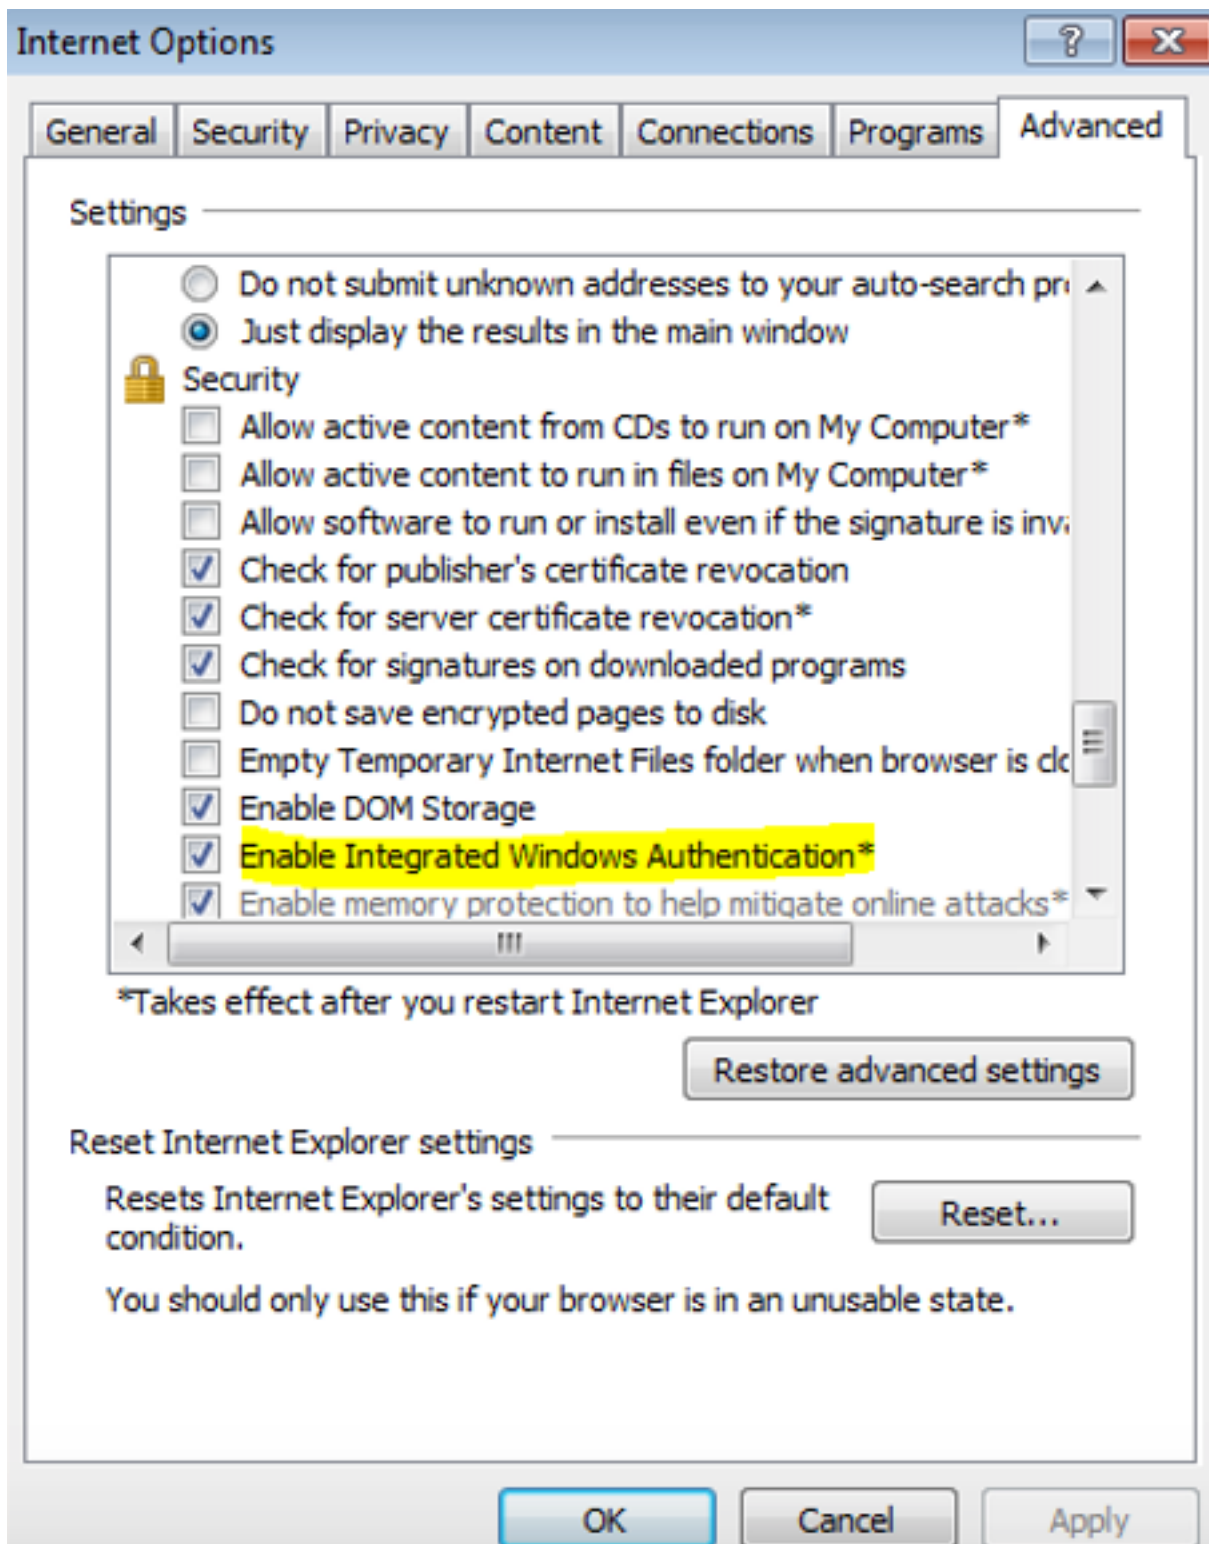 Internet Options
General Security Privacy Content Connections Programs Advanced
Settings
Do not submit unknown addresses to your auto-search pr
Just display the results in the main window
Security
Allow active content from CDs to run on My Computer*
Allow active content to run in files on My Computer*
Allow software to run or install even if the signature is inv
Check for publisher's certificate revocation
Check for server certificate revocation*
Check for signatures on downloaded programs
Do not save encrypted pages to disk
Empty Temporary Internet Files folder when browser is clo
Enable DOM Storage
Enable Integrated Windows Authentication*
Enable memory protection to help mitigate online attacks*
*Takes effect after you restart Internet Explorer
Restore advanced settings
Reset Internet Explorer settings
Resets Internet Explorer's settings to their default
condition.
Reset...
You should only use this if your browser is in an unusable state.
OK Cancel Apply